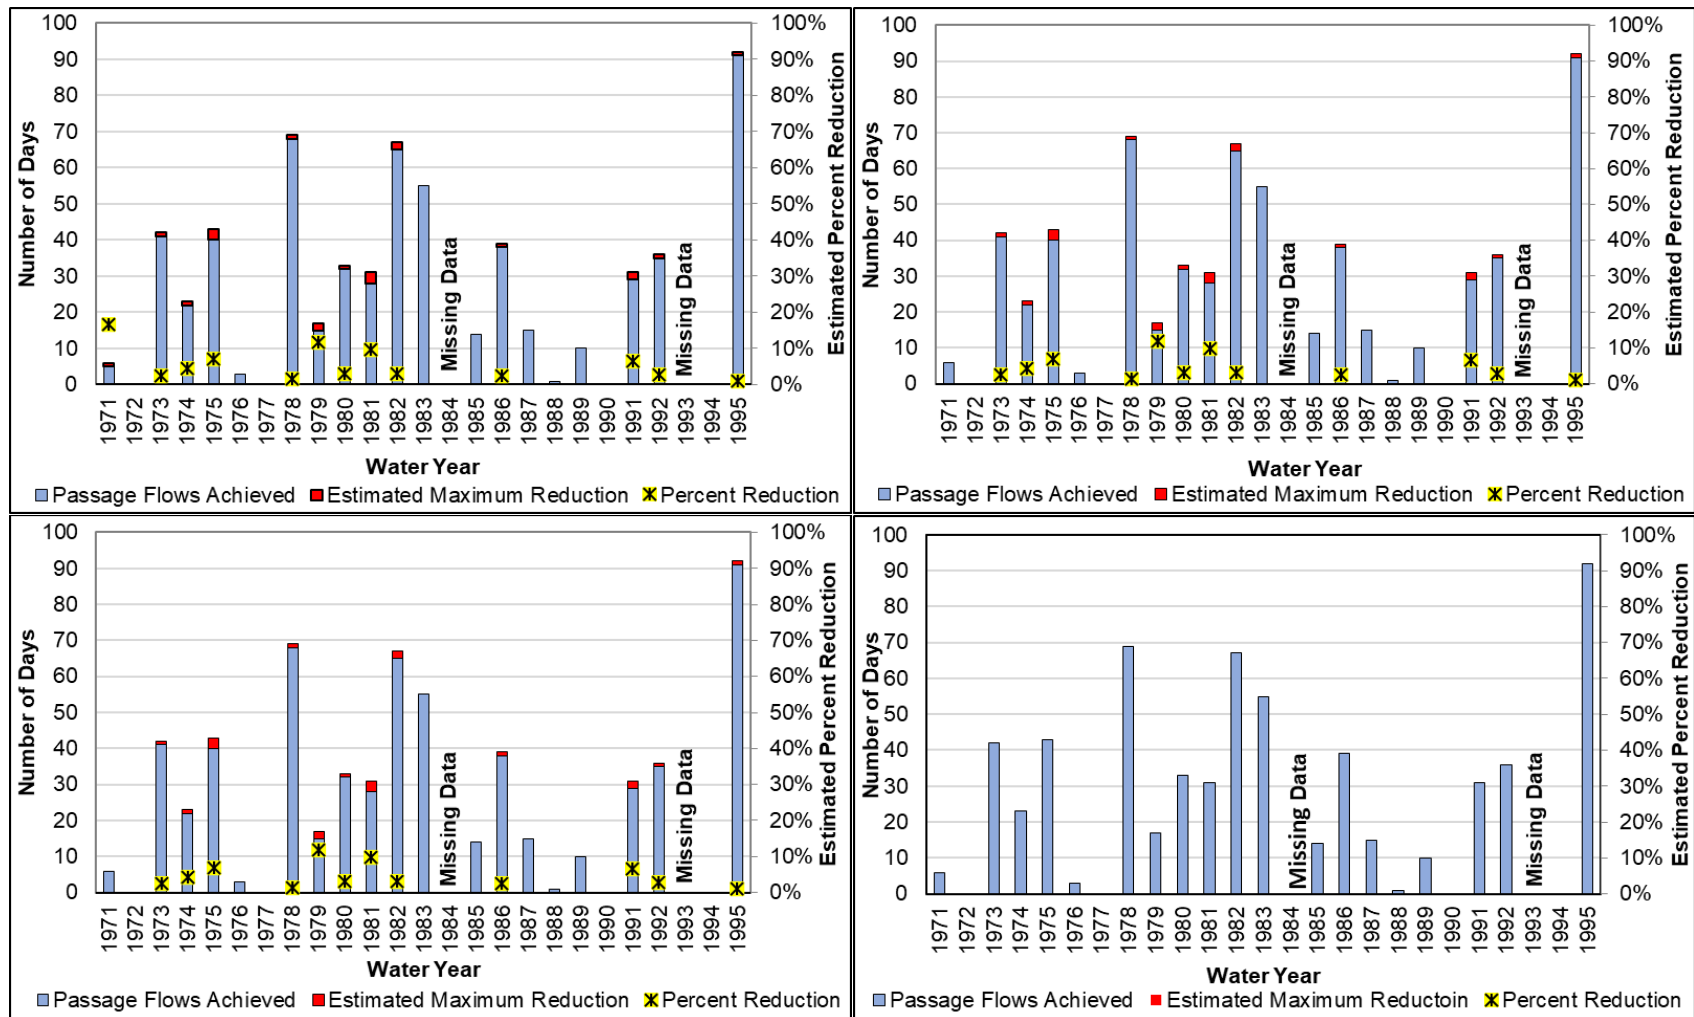 100 100%
90 90%
80 80%
70 70%
60 60%
50 50%
40 40%
30 30%
20 20%
10 10%
0 0%
Number of Days
Estimated Percent Reduction
Missing Data
Missing Data
1971 1972 1973 1974 1975 1976 1977 1978 1979 1980 1981 1982 1983 1984 1985 1986 1987 1988 1989 1990 1991 1992 1993 1994 1995
Water Year
Passage Flows Achieved Estimated Maximum Reduction Percent Reduction
100 100%
90 90%
80 80%
70 70%
60 60%
50 50%
40 40%
30 30%
20 20%
10 10%
0 0%
Number of Days
Estimated Percent Reduction
Missing Data
Missing Data
1971 1972 1973 1974 1975 1976 1977 1978 1979 1980 1981 1982 1983 1984 1985 1986 1987 1988 1989 1990 1991 1992 1993 1994 1995
Water Year
Passage Flows Achieved Estimated Maximum Reduction Percent Reduction
100 100%
90 90%
80 80%
70 70%
60 60%
50 50%
40 40%
30 30%
20 20%
10 10%
0 0%
Number of Days
Estimated Percent Reduction
Missing Data
Missing Data
1971 1972 1973 1974 1975 1976 1977 1978 1979 1980 1981 1982 1983 1984 1985 1986 1987 1988 1989 1990 1991 1992 1993 1994 1995
Water Year
Passage Flows Achieved Estimated Maximum Reduction Percent Reduction
100 100%
90 90%
80 80%
70 70%
60 60%
50 50%
40 40%
30 30%
20 20%
10 10%
0 0%
Number of Days
Estimated Percent Reduction
Missing Data
Missing Data
1971 1972 1973 1974 1975 1976 1977 1978 1979 1980 1981 1982 1983 1984 1985 1986 1987 1988 1989 1990 1991 1992 1993 1994 1995
Water Year
Passage Flows Achieved Estimated Maximum Reductoin Percent Reduction